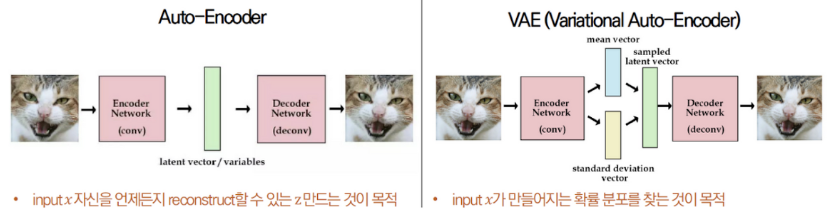 Auto-Encoder
Encoder
Network
(conv)
Decoder
Network
(deconv)
latent vector / variables
• input x 자신을 언제든지 reconstruct할 수 있는 z 만드는 것이 목적
VAE (Variational Auto-Encoder)
mean vector
sampled
latent vector
Encoder
Network
(conv)
Decoder
Network
(deconv)
standard deviation
vector
• input x가 만들어지는 확률 분포를 찾는 것이 목적